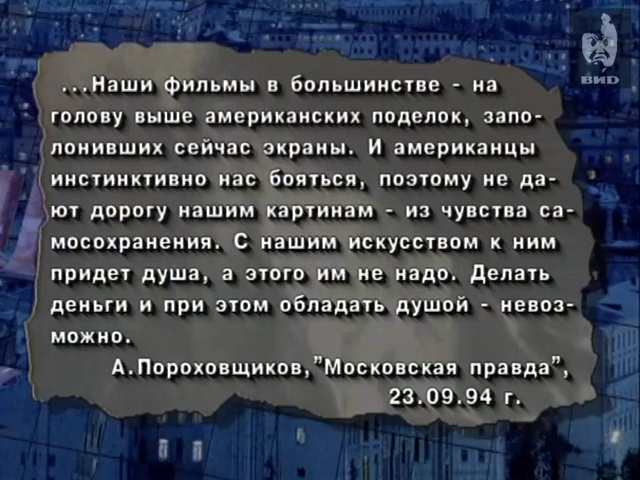 ВИD
...Наши фильмы в большинстве - на
голову выше американских поделок, запо-
лонивших сейчас экраны. И американцы
инстинктивно нас бояться, поэтому не да-
ют дорогу нашим картинам - из чувства са-
мосохранения. С нашим искусством к ним
придет душа, а этого им не надо. Делать
деньги и при этом обладать душой - невоз-
можно.
А.Пороховщиков,"Московская правда",
23.09.94 г.